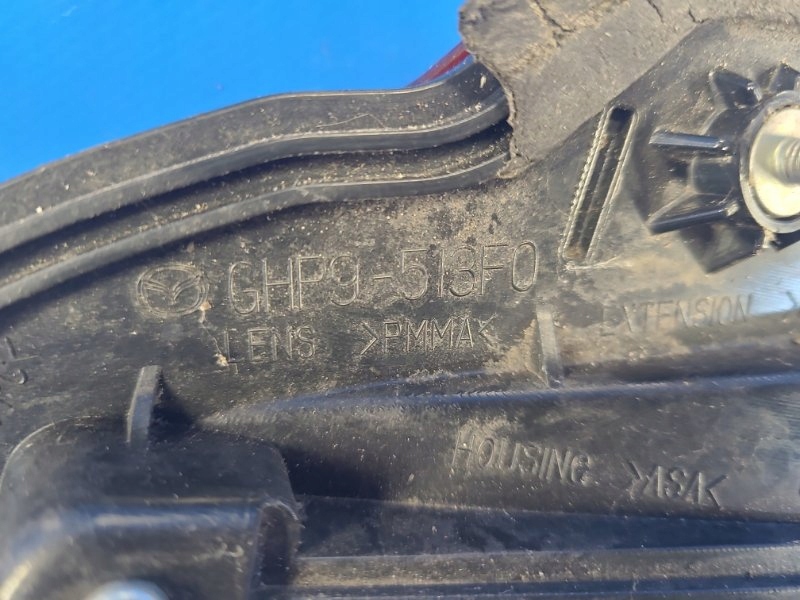 GHP9-513F0
LENS >PMMA<
EXTENSION
HOUSING >ASA<